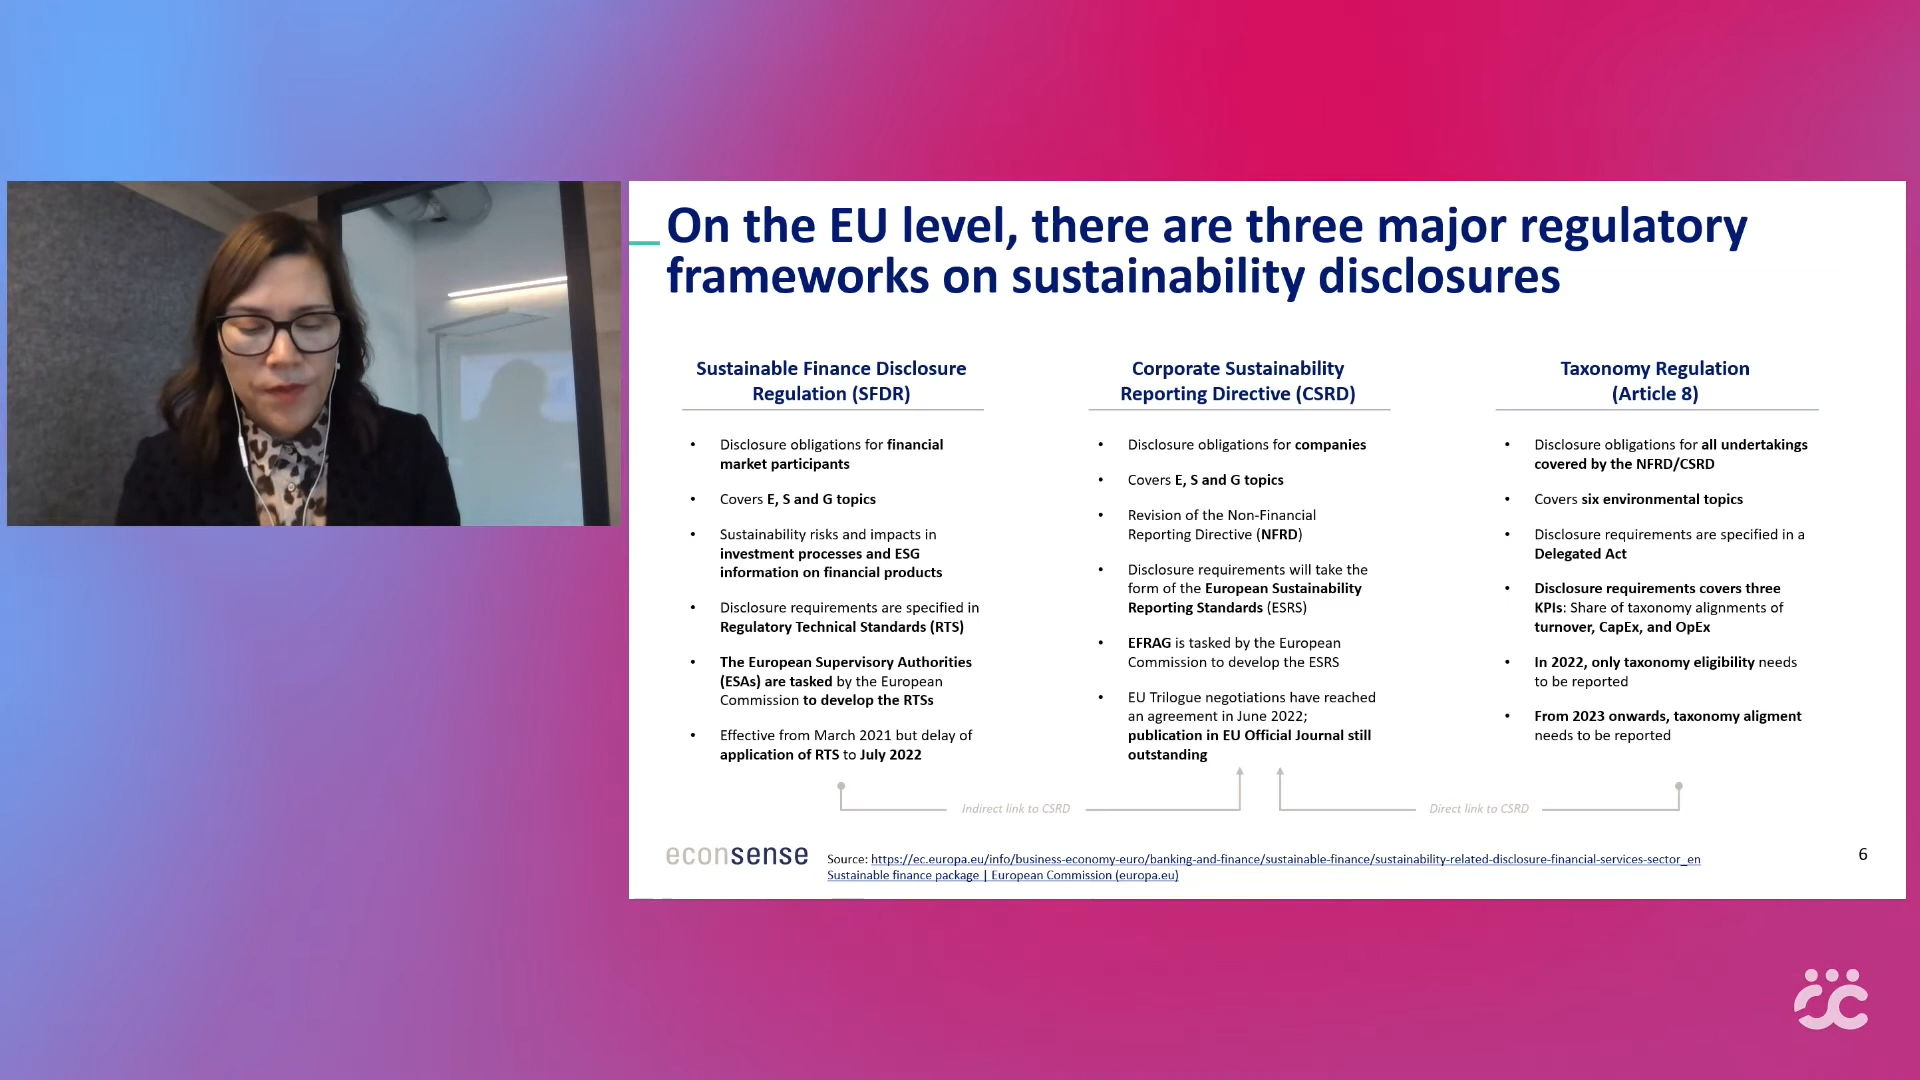 On the EU level, there are three major regulatory
frameworks on sustainability disclosures
Sustainable Finance Disclosure
Regulation (SFDR)
• Disclosure obligations for financial
market participants
• Covers E, S and G topics
• Sustainability risks and impacts in
investment processes and ESG
information on financial products
• Disclosure requirements are specified in
Regulatory Technical Standards (RTS)
• The European Supervisory Authorities
(ESAs) are tasked by the European
Commission to develop the RTSs
• Effective from March 2021 but delay of
application of RTS to July 2022
Corporate Sustainability
Reporting Directive (CSRD)
• Disclosure obligations for companies
• Covers E, S and G topics
• Revision of the Non-Financial
Reporting Directive (NFRD)
• Disclosure requirements will take the
form of the European Sustainability
Reporting Standards (ESRS)
• EFRAG is tasked by the European
Commission to develop the ESRS
• EU Trilogue negotiations have reached
an agreement in June 2022;
publication in EU Official Journal still
outstanding
Taxonomy Regulation
(Article 8)
• Disclosure obligations for all undertakings
covered by the NFRD/CSRD
• Covers six environmental topics
• Disclosure requirements are specified in a
Delegated Act
• Disclosure requirements covers three
KPIs: Share of taxonomy alignments of
turnover, CapEx, and OpEx
• In 2022, only taxonomy eligibility needs
to be reported
• From 2023 onwards, taxonomy aligment
needs to be reported
Indirect link to CSRD
Direct link to CSRD
econsense
Source: https://ec.europa.eu/info/business-economy-euro/banking-and-finance/sustainable-finance/sustainability-related-disclosure-financial-services-sector_en
Sustainable finance package | European Commission (europa.eu)
6